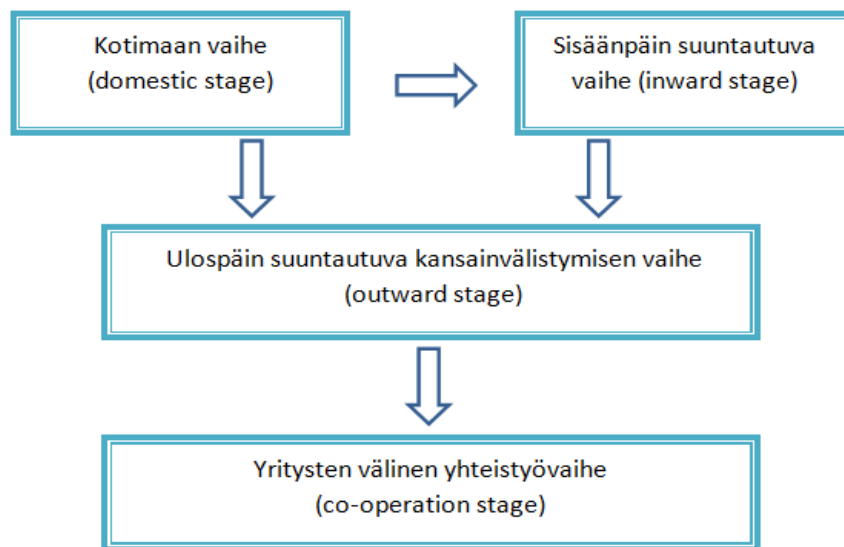 Kotimaan vaihe
(domestic stage)
Sisäänpäin suuntautuva
vaihe (inward stage)
Ulospäin suuntautuva kansainvälistymisen vaihe
(outward stage)
Yritysten välinen yhteistyövaihe
(co-operation stage)